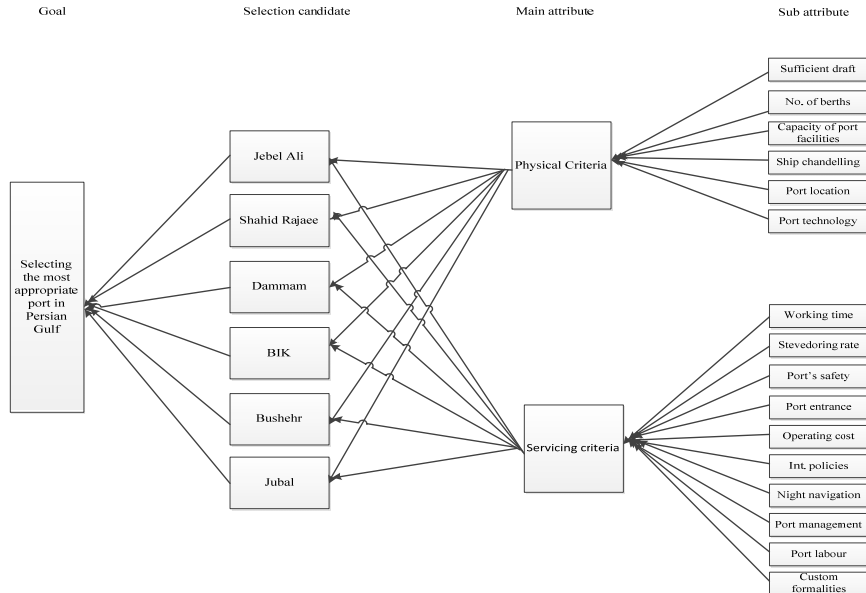 Goal
Selection candidate
Main attribute
Sub attribute
Selecting
the most
appropriate
port in
Persian
Gulf
Jebel Ali
Shahid Rajaee
Dammam
BIK
Bushehr
Jubal
Physical Criteria
Servicing criteria
Sufficient draft
No. of berths
Capacity of port
facilities
Ship chandelling
Port location
Port technology
Working time
Stevedoring rate
Port's safety
Port entrance
Operating cost
Int. policies
Night navigation
Port management
Port labour
Custom
formalities